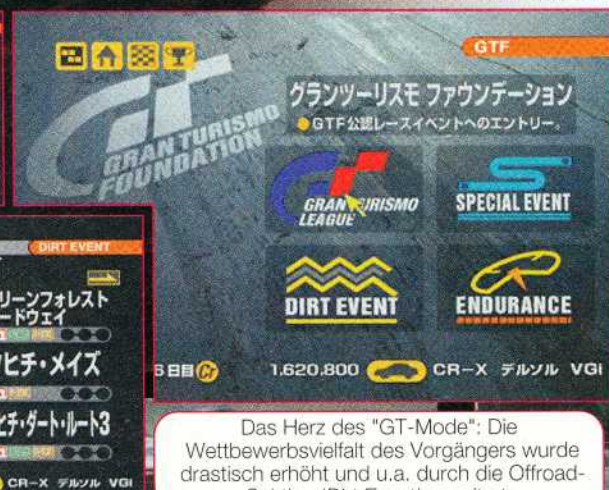 GTF
グランツーリスモ ファウンデーション
●GTF公認レースイベントへのエントリー。
GT
GRAN TURISMO
FOUNDATION
GRAN TURISMO
LEAGUE
SPECIAL EVENT
DIRT EVENT
ENDURANCE
6日目 Cr 1,620,800 CR-X デルソル VGi
DIRT EVENT
リーンフォレスト
ードウェイ
ヒチ・メイズ
ヒチ・ダート・ルート3
CR-X デルソル VGi
Das Herz des "GT-Mode": Die
Wettbewerbsvielfalt des Vorgängers wurde
drastisch erhöht und u.a. durch die Offroad-